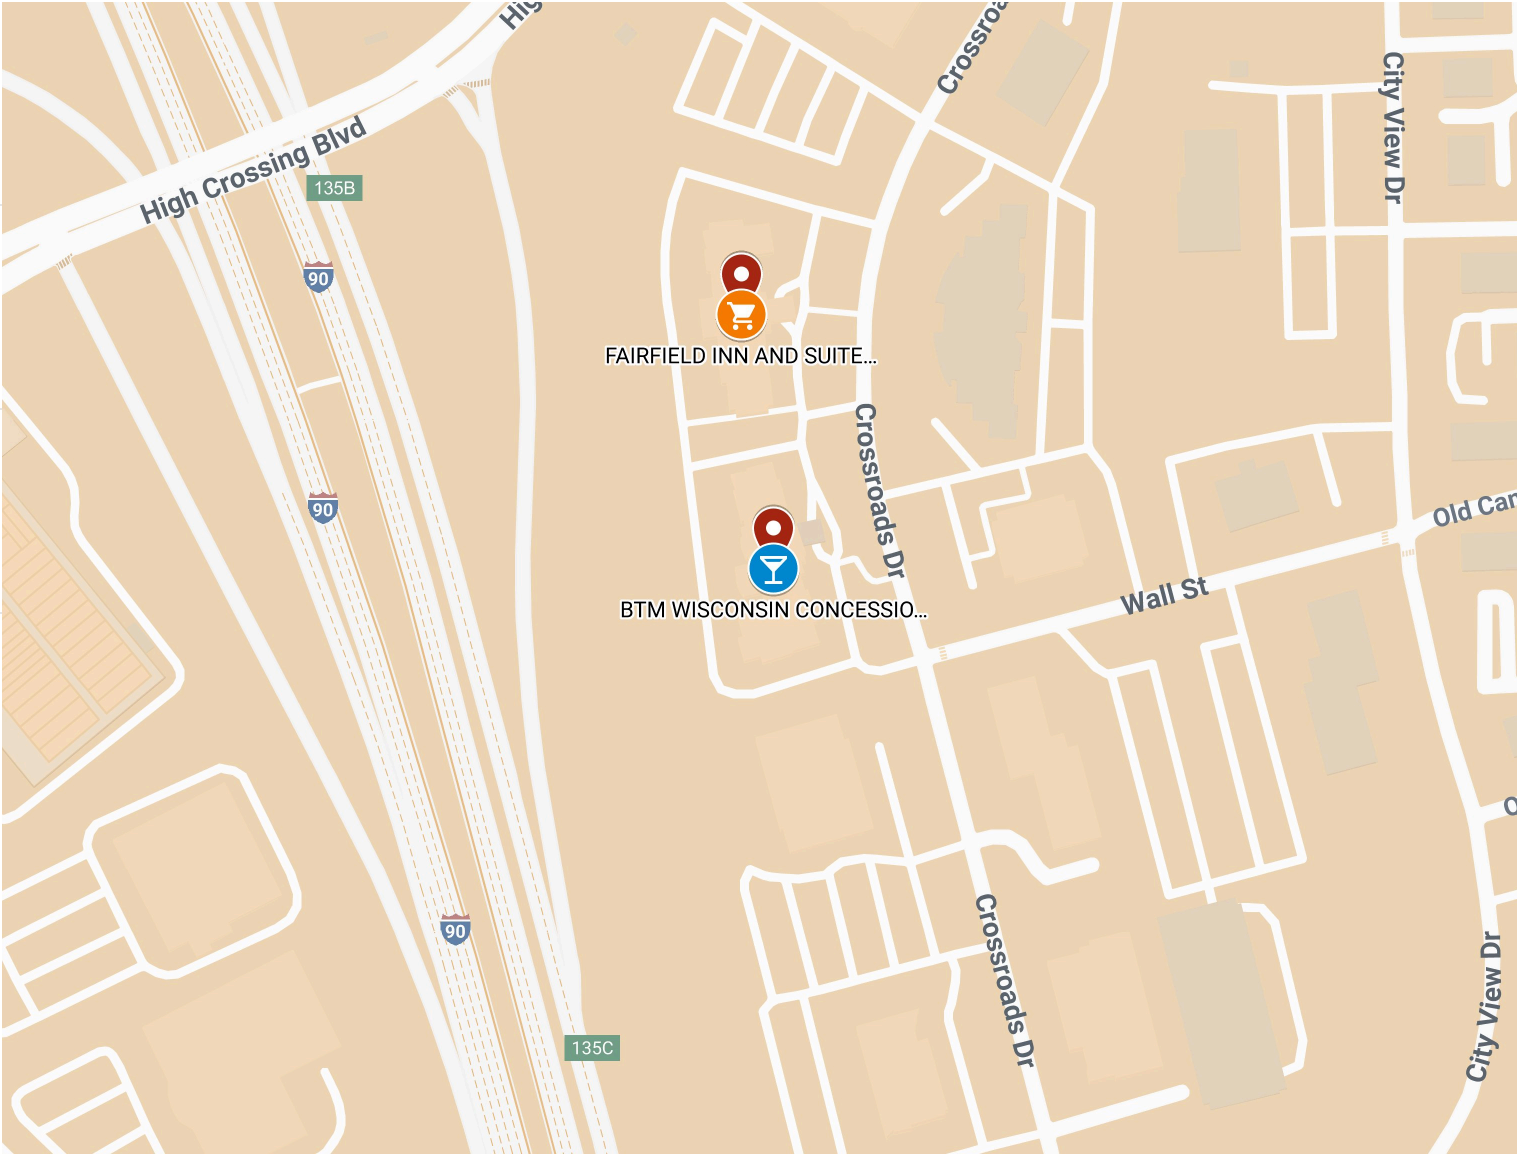 Hig
Crossroa
City View Dr
High Crossing Blvd
135B
90
FAIRFIELD INN AND SUITE...
Crossroads Dr
90
Old Can
BTM WISCONSIN CONCESSIO...
Wall St
O
90
Crossroads Dr
City View Dr
135C